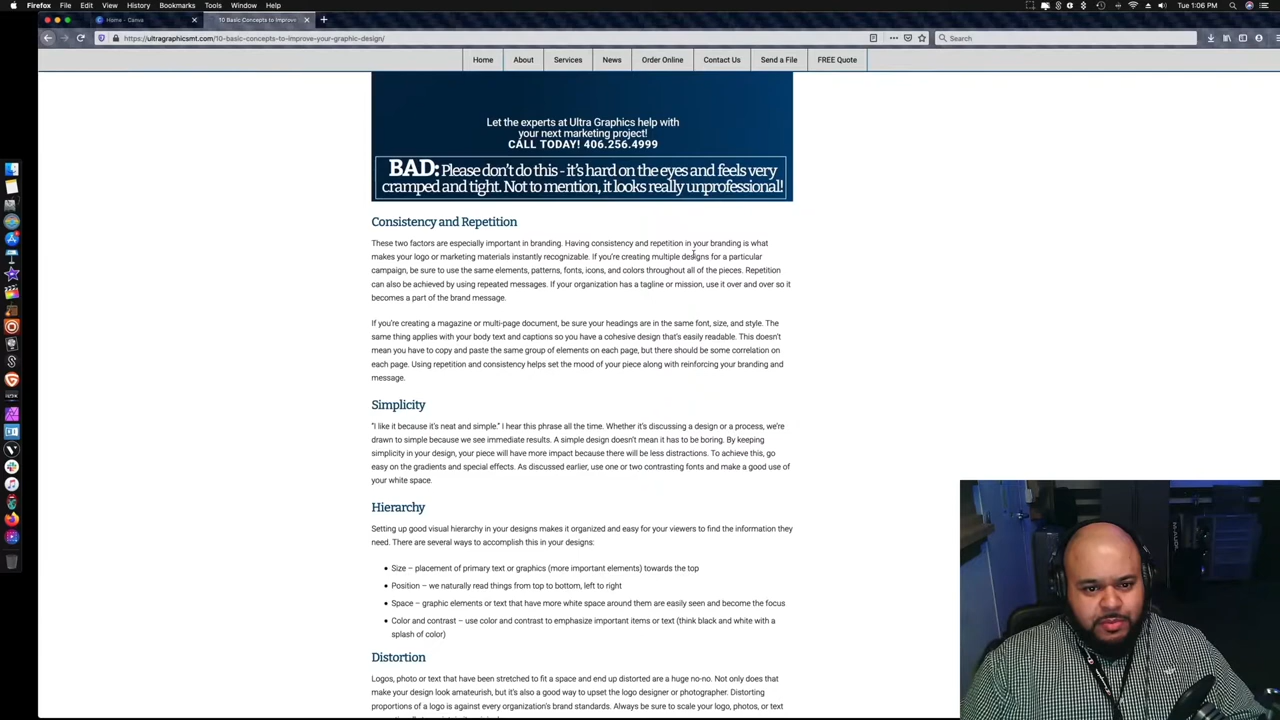 Firefox File Edit View History Bookmarks Tools Window Help
Tue 1:06 PM
Home - Canva
10 Basic Concepts to Improve
https://ultragraphicsmt.com/10-basic-concepts-to-improve-your-graphic-design/
Search
Home About Services News Order Online Contact Us Send a File FREE Quote
Let the experts at Ultra Graphics help with
your next marketing project!
CALL TODAY! 406.256.4999
BAD: Please don't do this - it's hard on the eyes and feels very
cramped and tight. Not to mention, it looks really unprofessional!
Consistency and Repetition
These two factors are especially important in branding. Having consistency and repetition in your branding is what
makes your logo or marketing materials instantly recognizable. If you're creating multiple designs for a particular
campaign, be sure to use the same elements, patterns, fonts, icons, and colors throughout all of the pieces. Repetition
can also be achieved by using repeated messages. If your organization has a tagline or mission, use it over and over so it
becomes a part of the brand message.
If you're creating a magazine or multi-page document, be sure your headings are in the same font, size, and style. The
same thing applies with your body text and captions so you have a cohesive design that's easily readable. This doesn't
mean you have to copy and paste the same group of elements on each page, but there should be some correlation on
each page. Using repetition and consistency helps set the mood of your piece along with reinforcing your branding and
message.
Simplicity
"I like it because it's neat and simple." I hear this phrase all the time. Whether it's discussing a design or a process, we're
drawn to simple because we see immediate results. A simple design doesn't mean it has to be boring. By keeping
simplicity in your design, your piece will have more impact because there will be less distractions. To achieve this, go
easy on the gradients and special effects. As discussed earlier, use one or two contrasting fonts and make a good use of
your white space.
Hierarchy
Setting up good visual hierarchy in your designs makes it organized and easy for your viewers to find the information they
need. There are several ways to accomplish this in your designs:
• Size – placement of primary text or graphics (more important elements) towards the top
• Position – we naturally read things from top to bottom, left to right
• Space – graphic elements or text that have more white space around them are easily seen and become the focus
• Color and contrast – use color and contrast to emphasize important items or text (think black and white with a
splash of color)
Distortion
Logos, photo or text that have been stretched to fit a space and end up distorted are a huge no-no. Not only does that
make your design look amateurish, but it's also a good way to upset the logo designer or photographer. Distorting
proportions of a logo is against every organization's brand standards. Always be sure to scale your logo, photos, or text